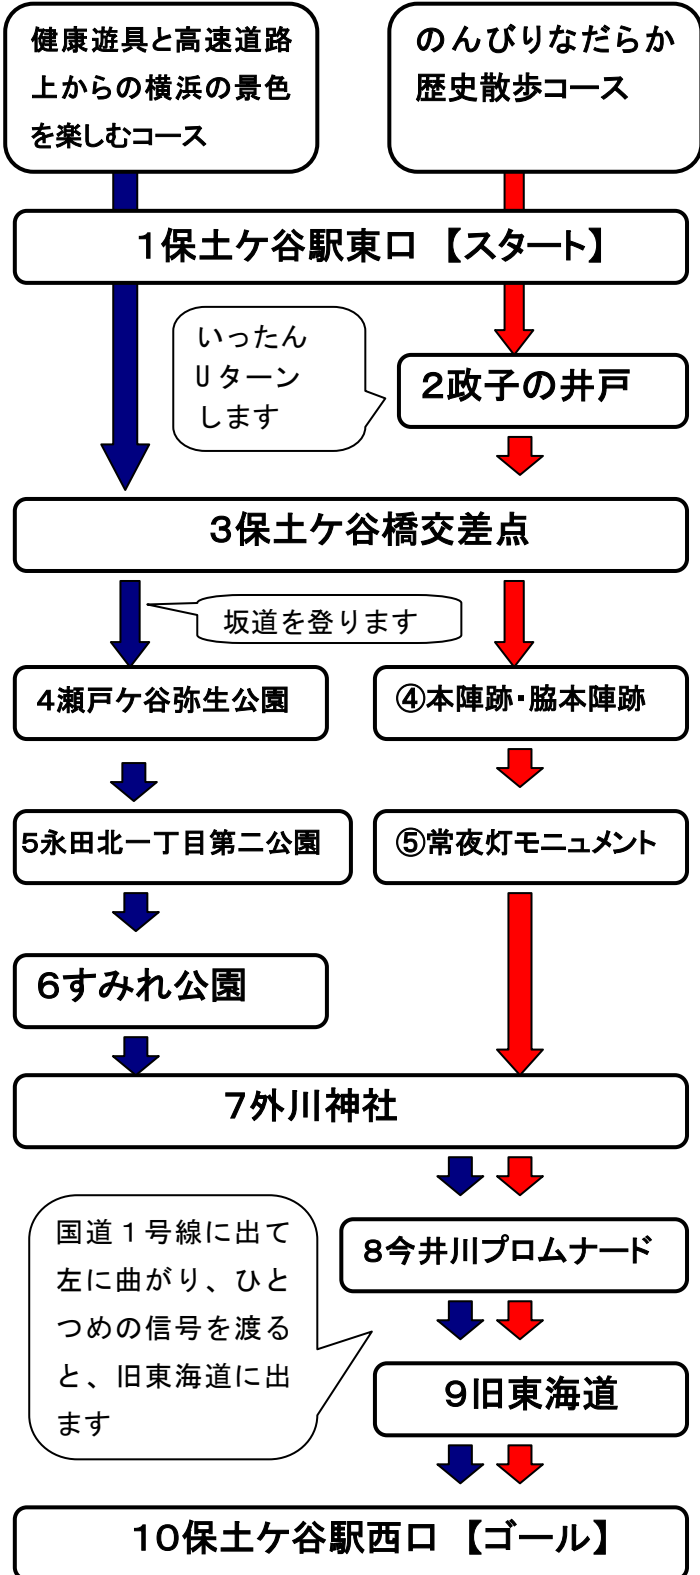 健康遊具と高速道路
上からの横浜の景色
を楽しむコース
のんびりなだらか
歴史散歩コース
1保土ケ谷駅東口 【スタート】
いったん
Uターン
します
2政子の井戸
3保土ケ谷橋交差点
坂道を登ります
4瀬戸ケ谷弥生公園
④本陣跡・脇本陣跡
5永田北一丁目第二公園
⑤常夜灯モニュメント
6すみれ公園
7外川神社
国道1号線に出て
左に曲がり、ひと
つめの信号を渡る
と、旧東海道に出
ます
8今井川プロムナード
9旧東海道
10保土ケ谷駅西口 【ゴール】